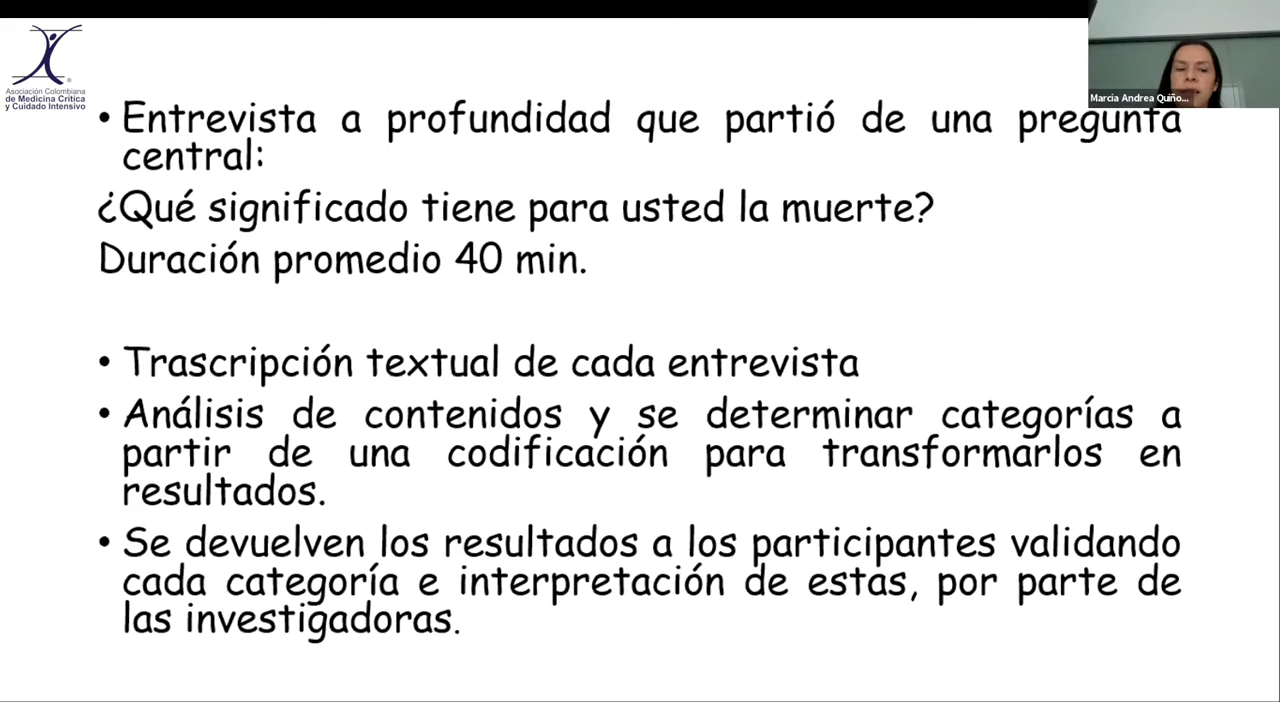 Asociación Colombiana
de Medicina Crítica
y Cuidado Intensivo
Marcia Andrea Quiño...
• Entrevista a profundidad que partió de una pregunta
central:
¿Qué significado tiene para usted la muerte?
Duración promedio 40 min.
• Trascripción textual de cada entrevista
• Análisis de contenidos y se determinar categorías a
partir de una codificación para transformarlos en
resultados.
• Se devuelven los resultados a los participantes validando
cada categoría e interpretación de estas, por parte de
las investigadoras.